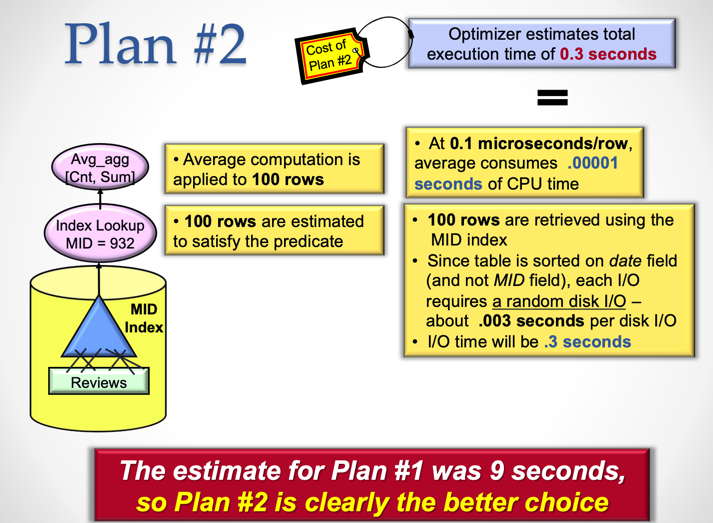 Plan #2
Cost of
Plan #2
Optimizer estimates total
execution time of 0.3 seconds
=
Avg_agg
[Cnt, Sum]
• Average computation is
applied to 100 rows
• At 0.1 microseconds/row,
average consumes .00001
seconds of CPU time
Index Lookup
MID = 932
• 100 rows are estimated
to satisfy the predicate
• 100 rows are retrieved using the
MID index
• Since table is sorted on date field
(and not MID field), each I/O
requires a random disk I/O –
about .003 seconds per disk I/O
• I/O time will be .3 seconds
MID
Index
Reviews
The estimate for Plan #1 was 9 seconds,
so Plan #2 is clearly the better choice